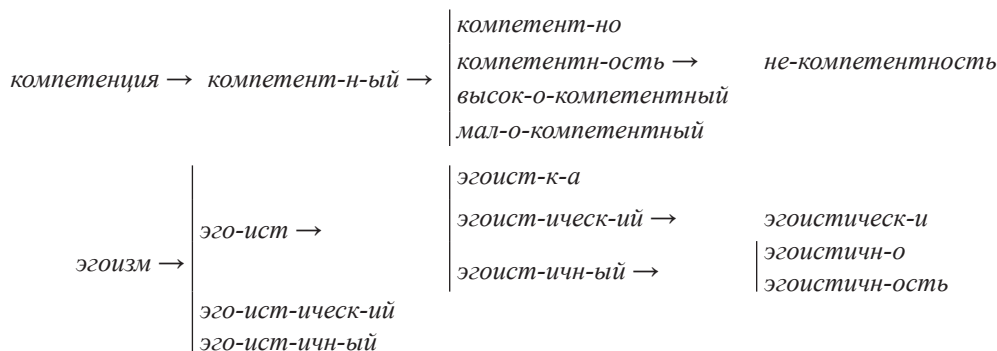 компетент-но
компетенция → компетент-н-ый → компетентн-ость → не-компетентность
высок-о-компетентный
мал-о-компетентный
эгоист-к-а
эго-ист → эгоист-ическ-ий → эгоистическ-и
эгоизм → эгоист-ичн-ый → эгоистичн-о
эгоистичн-ость
эго-ист-ическ-ий
эго-ист-ичн-ый